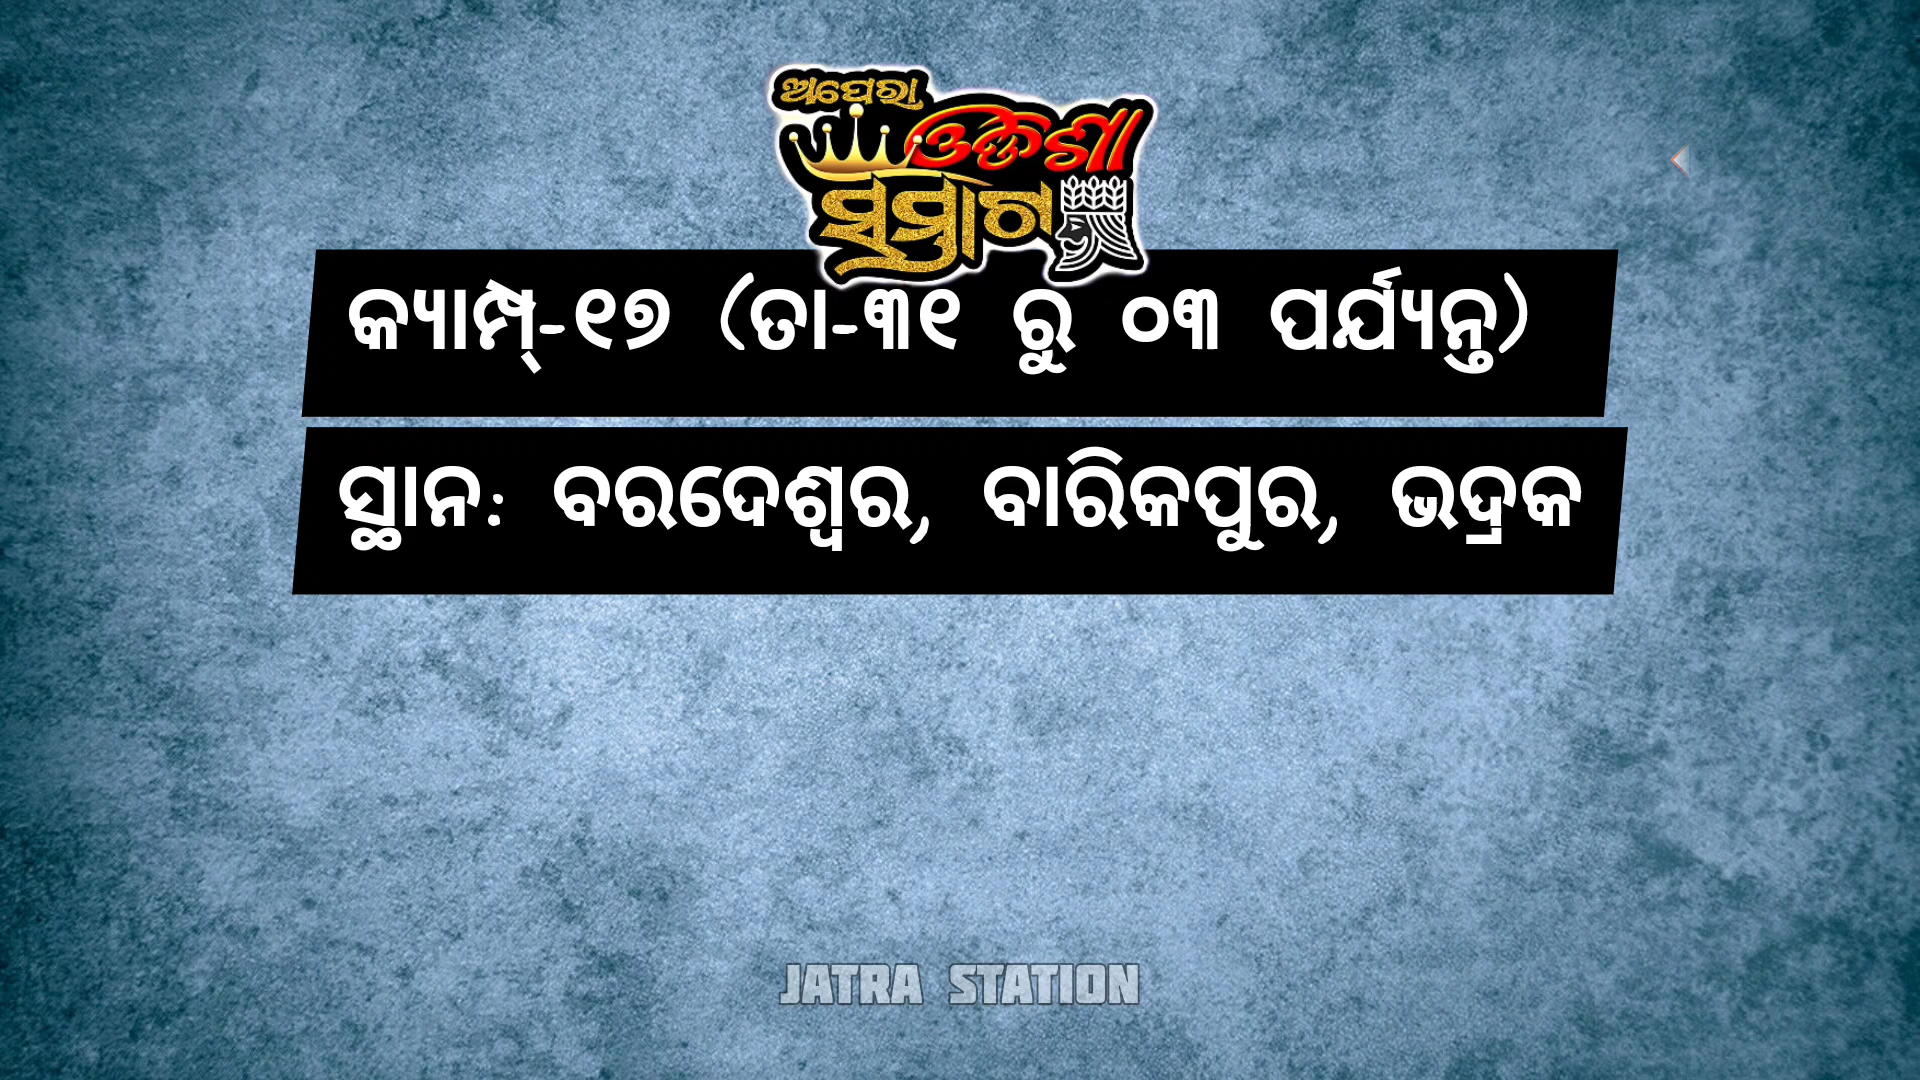 ଅପେରା
ଓଡିଶା
ସମ୍ରାଟ
କ୍ୟାମ୍ପ୍-୧୭ (ତା-୩୧ ରୁ ୦୩ ପର୍ଯ୍ୟନ୍ତ)
ସ୍ଥାନ: ବରଦେଶ୍ୱର, ବାରିକପୁର, ଭଦ୍ରକ
JATRA STATION